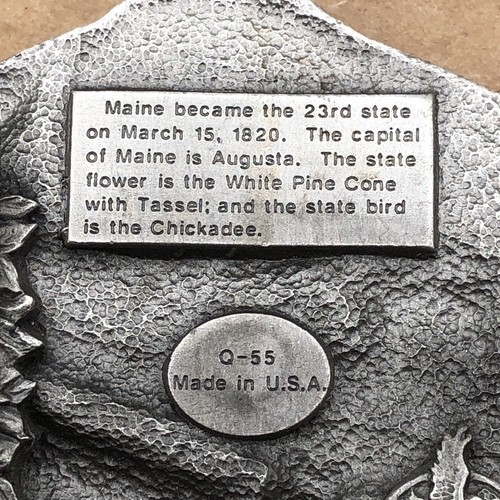 Maine became the 23rd state
on March 15, 1820. The capital
of Maine is Augusta. The state
flower is the White Pine Cone
with Tassel; and the state bird
is the Chickadee.
Q-55
Made in U.S.A.